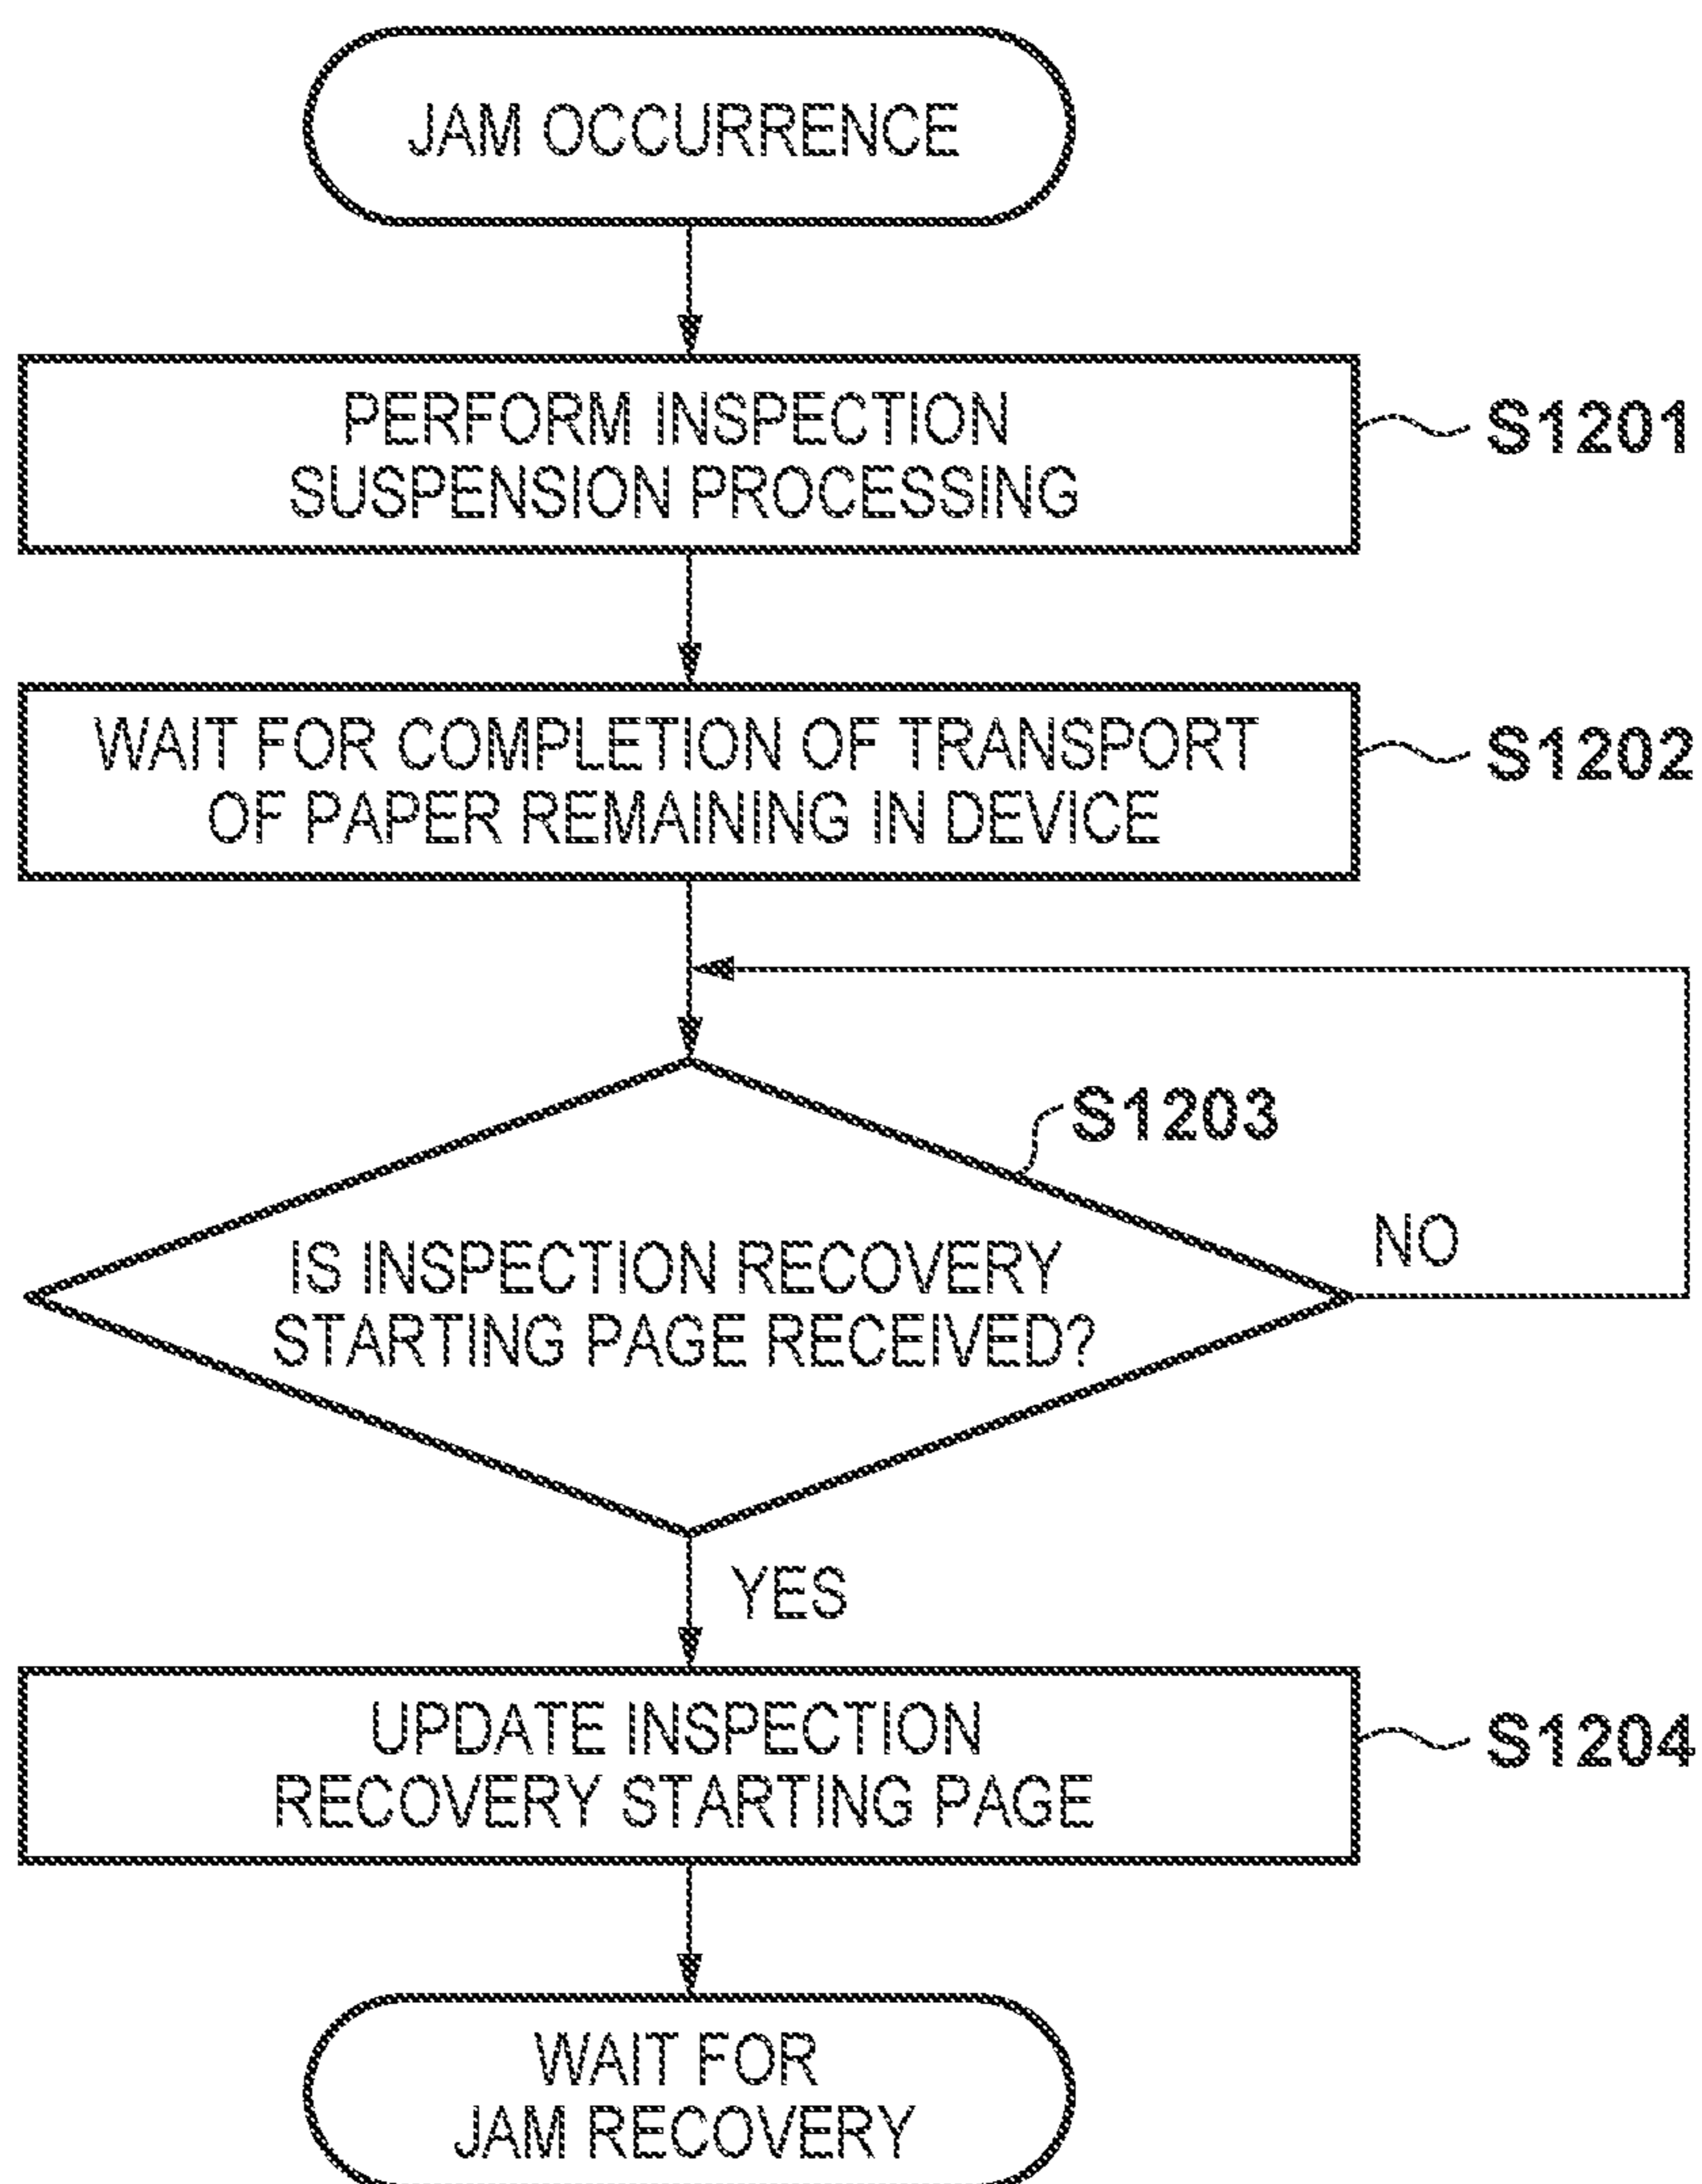 JAM OCCURRENCE
PERFORM INSPECTION
SUSPENSION PROCESSING
S1201
WAIT FOR COMPLETION OF TRANSPORT
OF PAPER REMAINING IN DEVICE
S1202
S1203
IS INSPECTION RECOVERY
STARTING PAGE RECEIVED?
NO
YES
UPDATE INSPECTION
RECOVERY STARTING PAGE
S1204
WAIT FOR
JAM RECOVERY